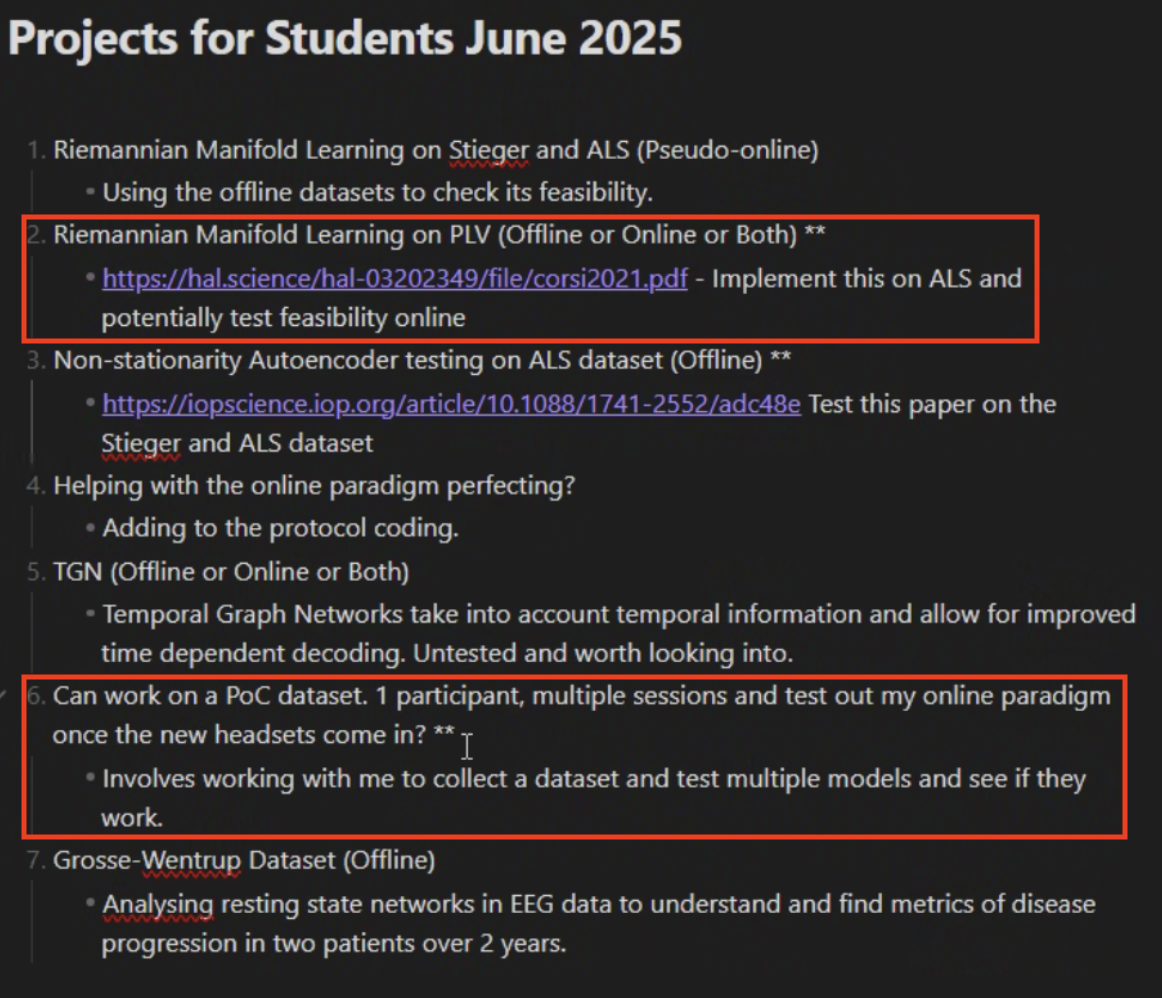 Projects for Students June 2025
1. Riemannian Manifold Learning on Stieger and ALS (Pseudo-online)
• Using the offline datasets to check its feasibility.
2. Riemannian Manifold Learning on PLV (Offline or Online or Both) **
• https://hal.science/hal-03202349/file/corsi2021.pdf - Implement this on ALS and
potentially test feasibility online
3. Non-stationarity Autoencoder testing on ALS dataset (Offline) **
• https://iopscience.iop.org/article/10.1088/1741-2552/adc48e Test this paper on the
Stieger and ALS dataset
4. Helping with the online paradigm perfecting?
• Adding to the protocol coding.
5. TGN (Offline or Online or Both)
• Temporal Graph Networks take into account temporal information and allow for improved
time dependent decoding. Untested and worth looking into.
6. Can work on a PoC dataset. 1 participant, multiple sessions and test out my online paradigm
once the new headsets come in? **
• Involves working with me to collect a dataset and test multiple models and see if they
work.
7. Grosse-Wentrup Dataset (Offline)
• Analysing resting state networks in EEG data to understand and find metrics of disease
progression in two patients over 2 years.